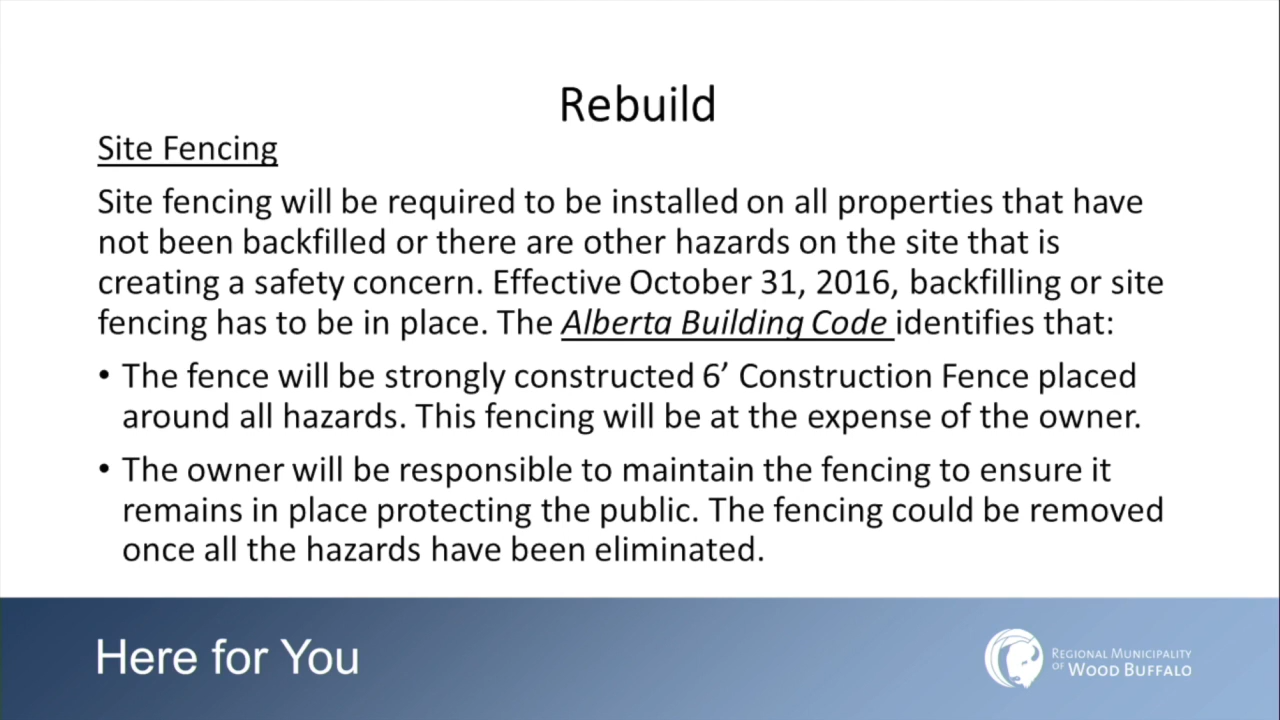 Rebuild
Site Fencing
Site fencing will be required to be installed on all properties that have
not been backfilled or there are other hazards on the site that is
creating a safety concern. Effective October 31, 2016, backfilling or site
fencing has to be in place. The Alberta Building Code identifies that:
• The fence will be strongly constructed 6’ Construction Fence placed
around all hazards. This fencing will be at the expense of the owner.
• The owner will be responsible to maintain the fencing to ensure it
remains in place protecting the public. The fencing could be removed
once all the hazards have been eliminated.
Here for You
REGIONAL MUNICIPALITY
OF WOOD BUFFALO